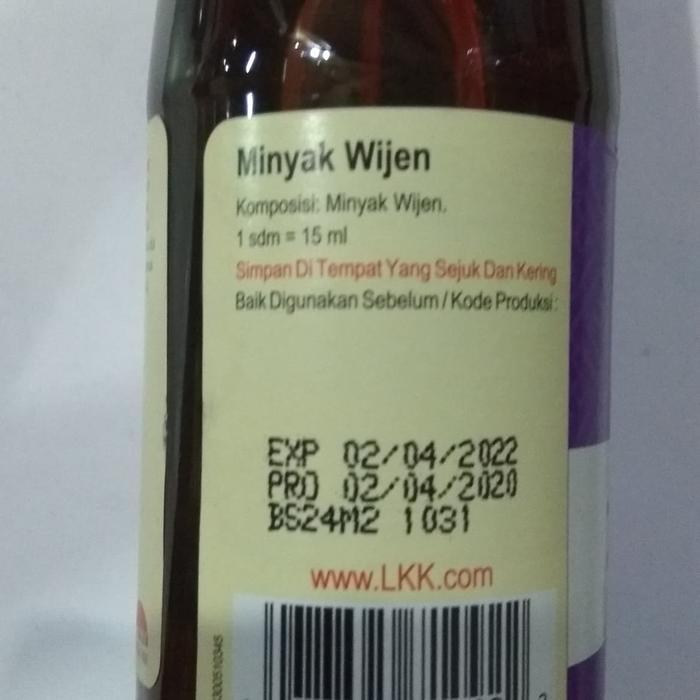 Minyak Wijen
Komposisi: Minyak Wijen.
1 sdm = 15 ml
Simpan Di Tempat Yang Sejuk Dan Kering
Baik Digunakan Sebelum / Kode Produksi :
EXP 02/04/2022
PRO 02/04/2020
BS24M2 1031
www.LKK.com